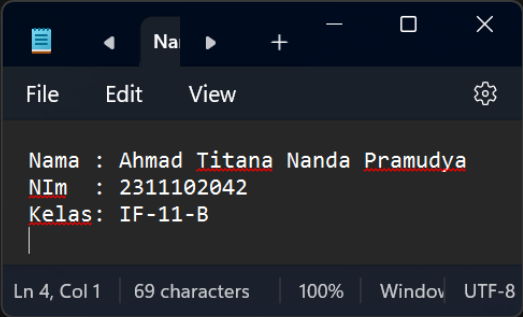 Na
File Edit View
Nama : Ahmad Titana Nanda Pramudya
NIm  : 2311102042
Kelas: IF-11-B
Ln 4, Col 1 69 characters 100% Window UTF-8